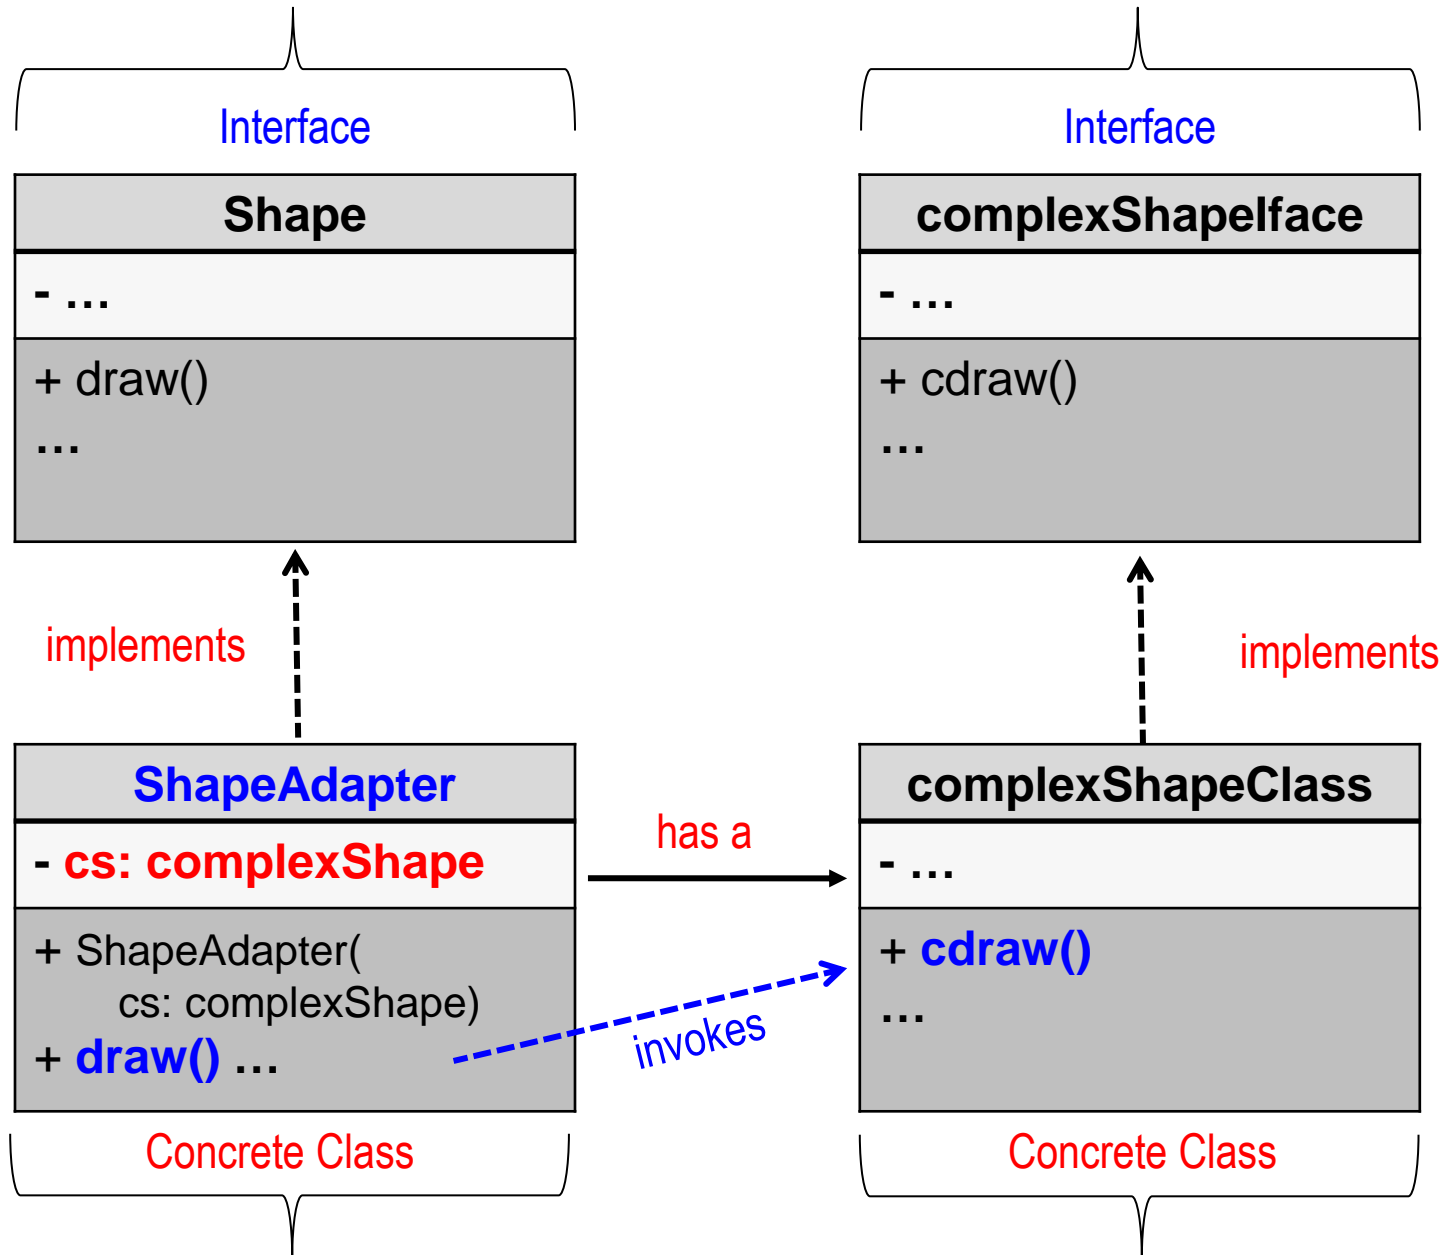 Interface
Shape
- …
+ draw()
…
Interface
complexShapeIface
- …
+ cdraw()
…
implements
implements
ShapeAdapter
- cs: complexShape
+ ShapeAdapter(
cs: complexShape)
+ draw() …
has a
invokes
complexShapeClass
- …
+ cdraw()
…
Concrete Class
Concrete Class